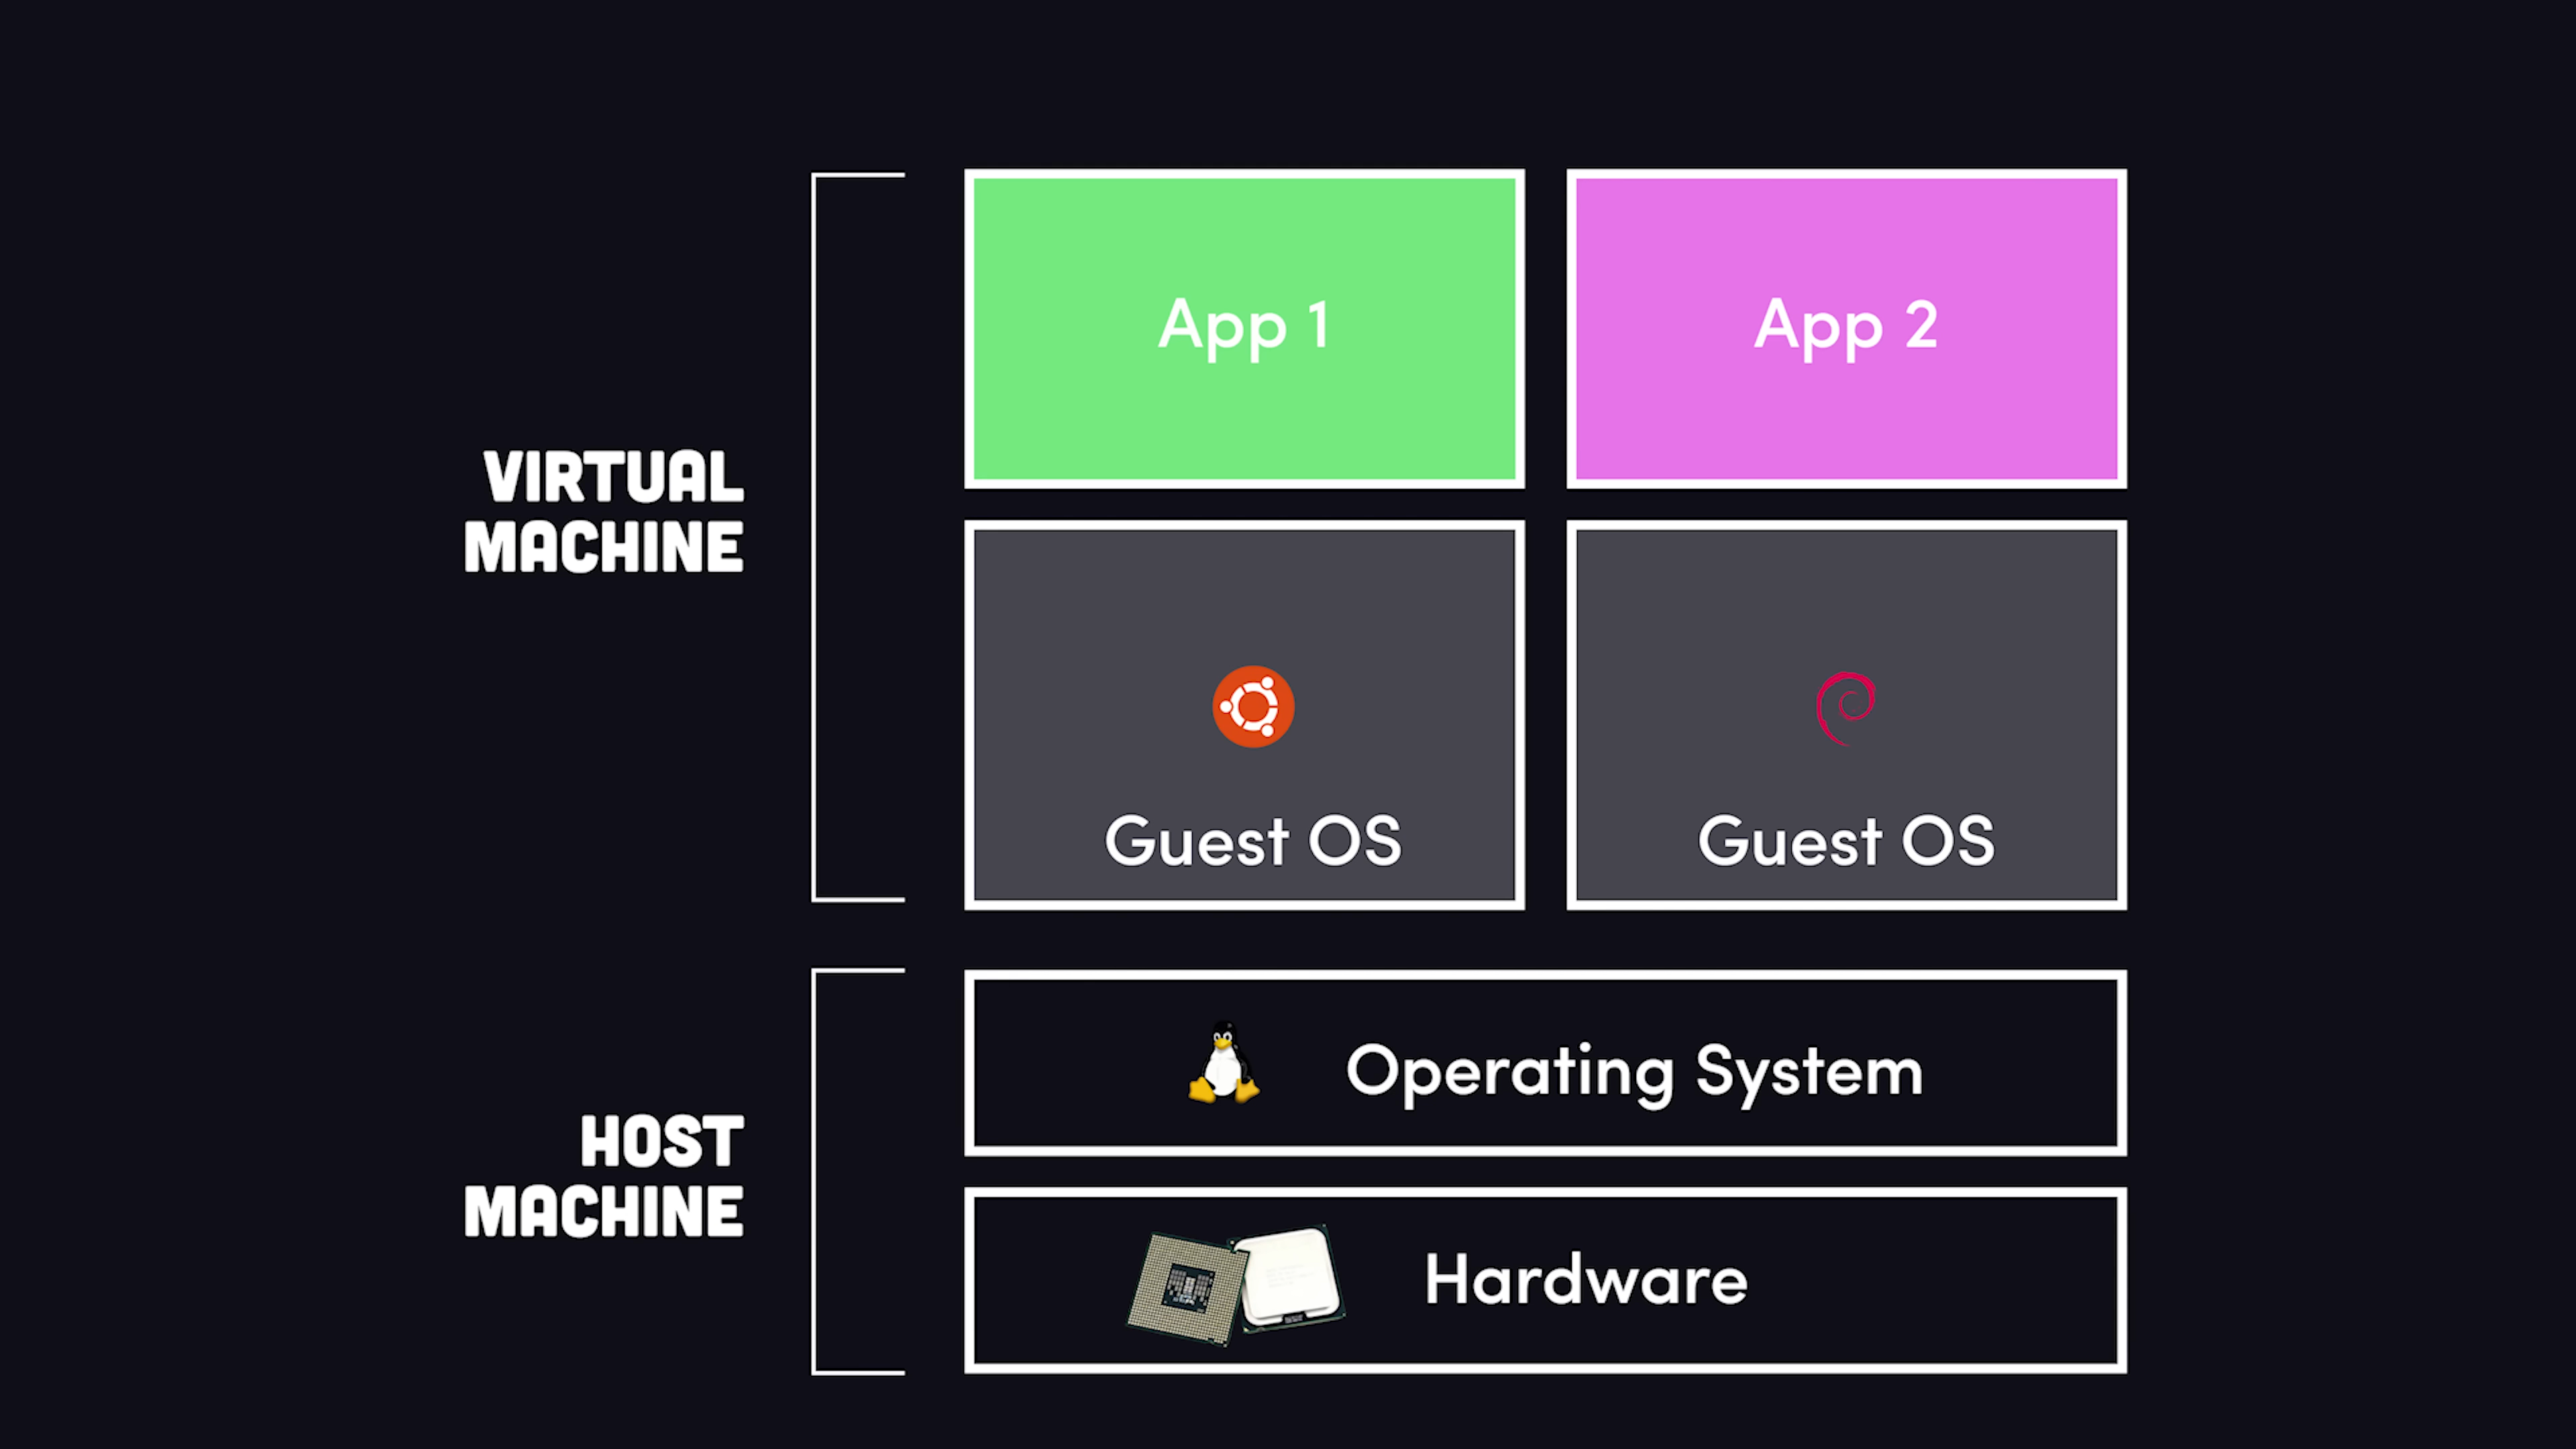 App 1
App 2
VIRTUAL
MACHINE
Guest OS
Guest OS
Operating System
HOST
MACHINE
Hardware